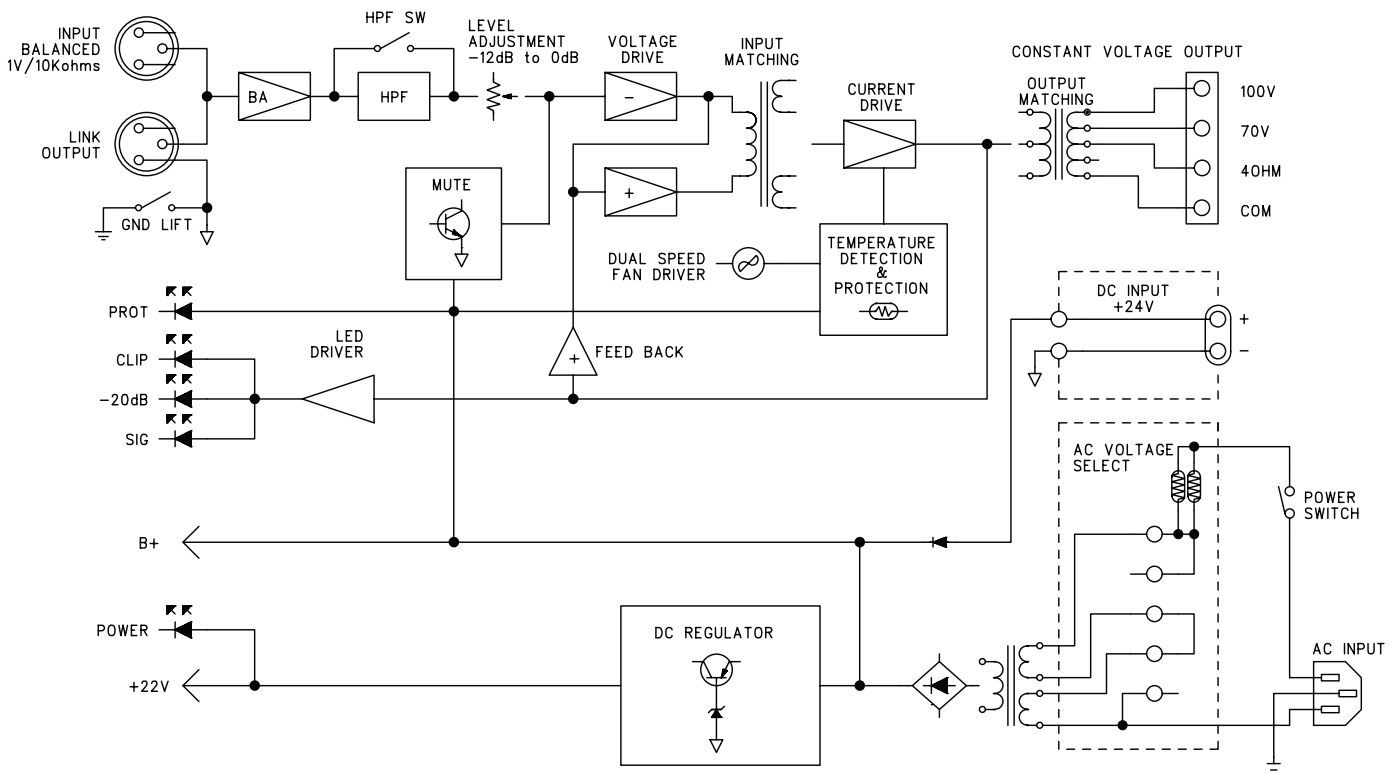 INPUT
BALANCED
1V/10Kohms
LINK
OUTPUT
GND LIFT
BA
HPF SW
HPF
LEVEL
ADJUSTMENT
-12dB to 0dB
VOLTAGE
DRIVE
-
+
INPUT
MATCHING
CURRENT
DRIVE
CONSTANT VOLTAGE OUTPUT
OUTPUT
MATCHING
100V
70V
4OHM
COM
MUTE
DUAL SPEED
FAN DRIVER
TEMPERATURE
DETECTION
&
PROTECTION
DC INPUT
+24V
+
-
PROT
CLIP
-20dB
SIG
LED
DRIVER
+
FEED BACK
AC VOLTAGE
SELECT
POWER
SWITCH
B+
POWER
+22V
DC REGULATOR
AC INPUT